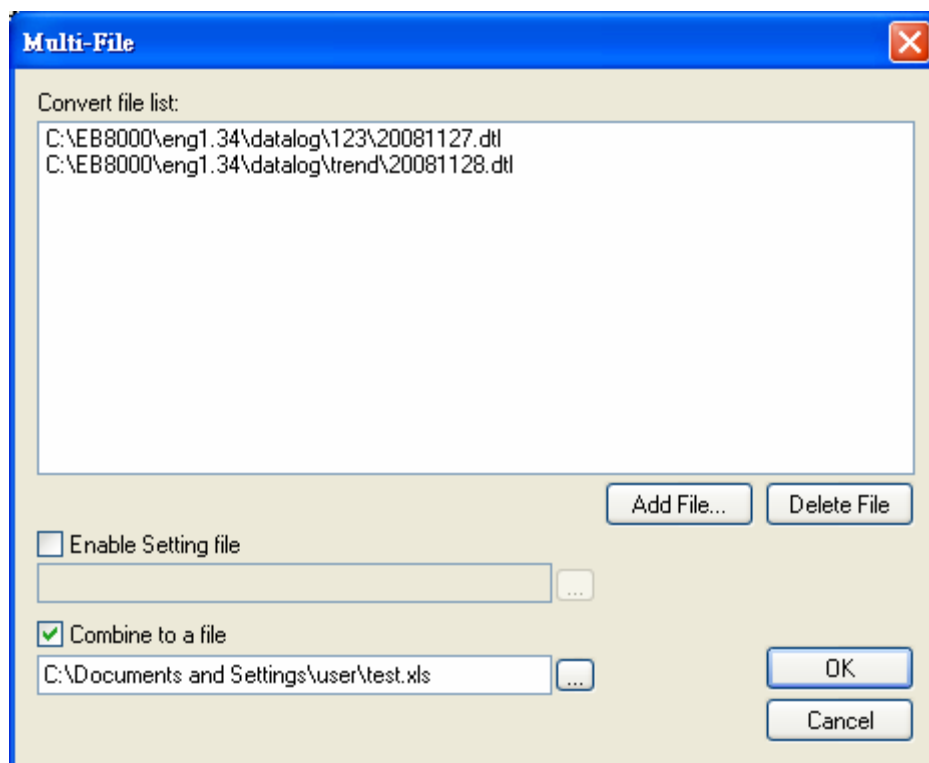 Multi-File
Convert file list:
C:\EB8000\eng1.34\datalog\123\20081127.dtl
C:\EB8000\eng1.34\datalog\trend\20081128.dtl
Add File... Delete File
Enable Setting file
...
Combine to a file
C:\Documents and Settings\user\test.xls ... OK
Cancel